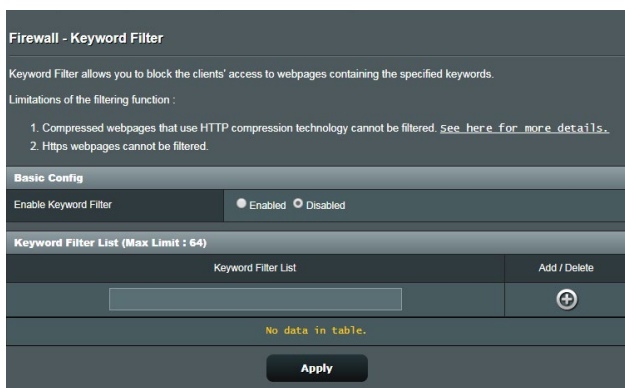 Firewall - Keyword Filter
Keyword Filter allows you to block the clients' access to webpages containing the specified keywords.
Limitations of the filtering function :
1. Compressed webpages that use HTTP compression technology cannot be filtered. See here for more details.
2. Https webpages cannot be filtered.
Basic Config
Enable Keyword Filter Enabled Disabled
Keyword Filter List (Max Limit : 64)
Keyword Filter List Add / Delete
No data in table.
Apply